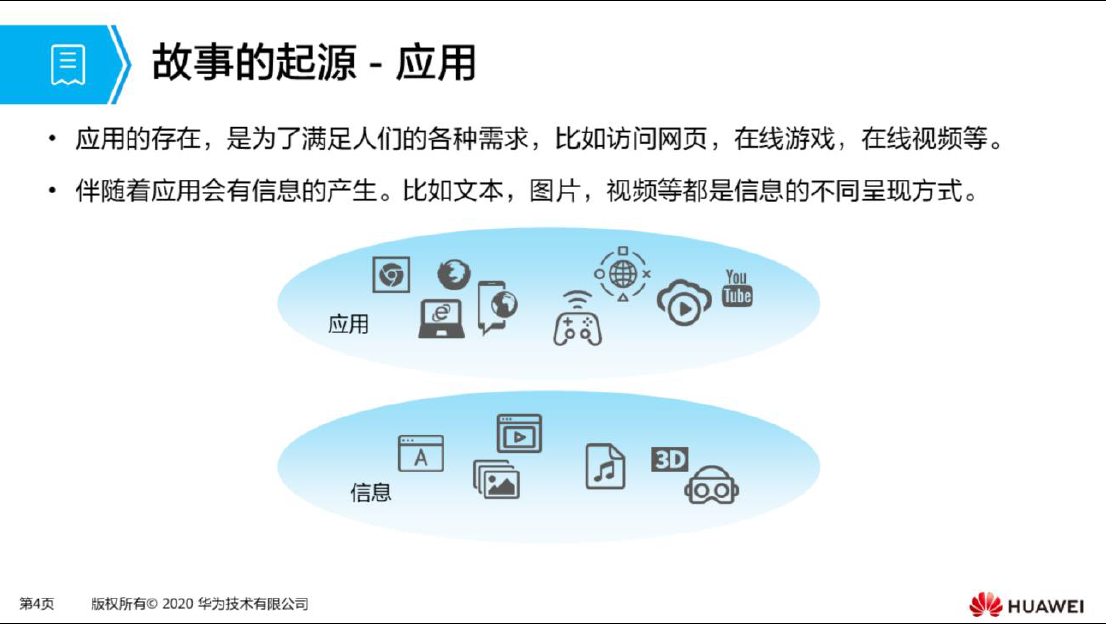 故事的起源 - 应用
• 应用的存在，是为了满足人们的各种需求，比如访问网页，在线游戏，在线视频等。
• 伴随着应用会有信息的产生。比如文本，图片，视频等都是信息的不同呈现方式。
You
Tube
应用
A
3D
信息
第4页
版权所有© 2020 华为技术有限公司
HUAWEI